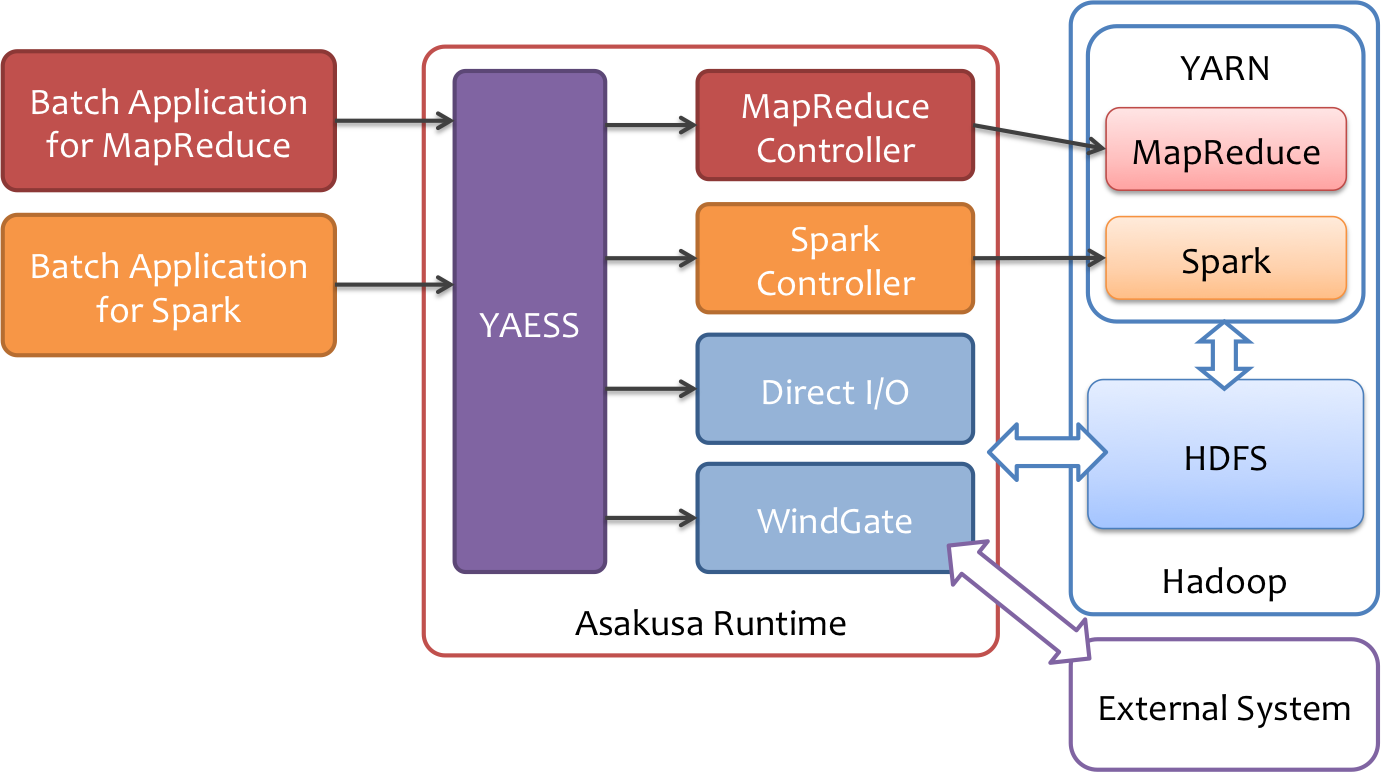 Batch Application
for MapReduce
Batch Application
for Spark
YAESS
MapReduce
Controller
Spark
Controller
Direct I/O
WindGate
Asakusa Runtime
YARN
MapReduce
Spark
HDFS
Hadoop
External System